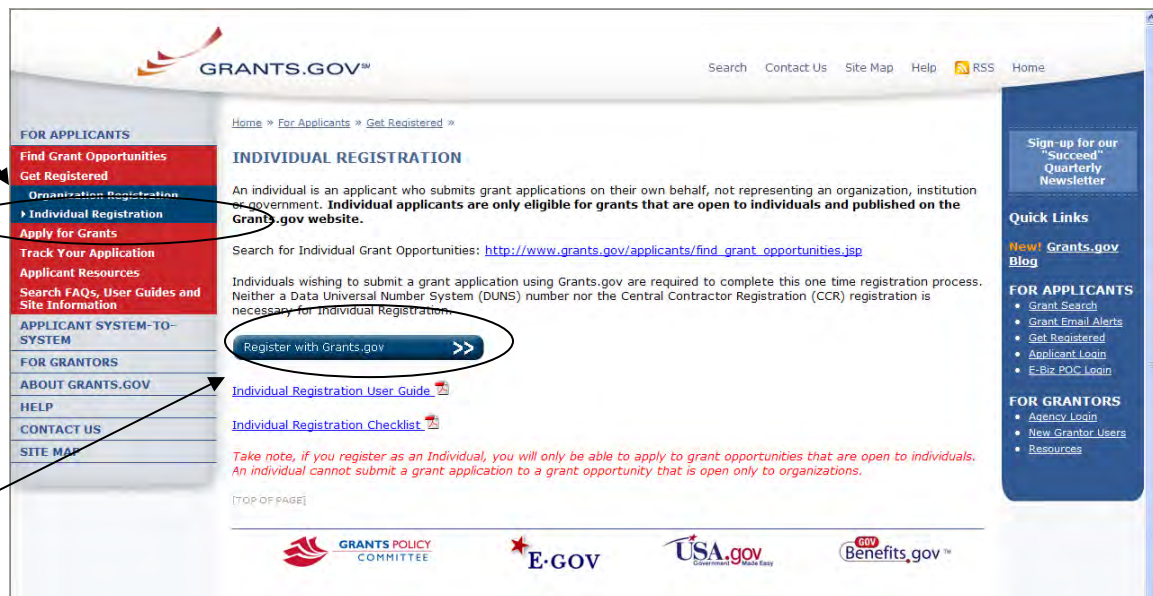 GRANTS.GOV℠
Search Contact Us Site Map Help RSS Home
FOR APPLICANTS
Find Grant Opportunities
Get Registered
Organization Registration
Individual Registration
Apply for Grants
Track Your Application
Applicant Resources
Search FAQs, User Guides and
Site Information
APPLICANT SYSTEM-TO-
SYSTEM
FOR GRANTORS
ABOUT GRANTS.GOV
HELP
CONTACT US
SITE MAP
Home » For Applicants » Get Registered »
INDIVIDUAL REGISTRATION
An individual is an applicant who submits grant applications on their own behalf, not representing an organization, institution
or government. Individual applicants are only eligible for grants that are open to individuals and published on the
Grants.gov website.
Search for Individual Grant Opportunities: http://www.grants.gov/applicants/find_grant_opportunities.jsp
Individuals wishing to submit a grant application using Grants.gov are required to complete this one time registration process.
Neither a Data Universal Number System (DUNS) number nor the Central Contractor Registration (CCR) registration is
necessary for Individual Registration.
Register with Grants.gov >>
Individual Registration User Guide
Individual Registration Checklist
Take note, if you register as an Individual, you will only be able to apply to grant opportunities that are open to individuals.
An individual cannot submit a grant application to a grant opportunity that is open only to organizations.
[TOP OF PAGE]
Sign-up for our
"Succeed"
Quarterly
Newsletter
Quick Links
New! Grants.gov
Blog
FOR APPLICANTS
• Grant Search
• Grant Email Alerts
• Get Registered
• Applicant Login
• E-Biz POC Login
FOR GRANTORS
• Agency Login
• New Grantor Users
• Resources
GRANTS POLICY
COMMITTEE
E-GOV
USA.gov
Government Made Easy
GOV
Benefits.gov ™